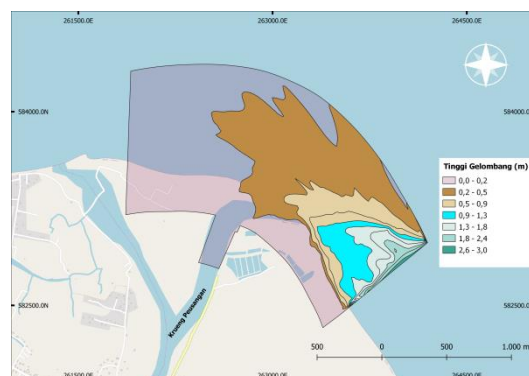 261500.0E 263000.0E 264500.0E
584000.0N 584000.0N
Tinggi Gelombang (m)
0,0 - 0,2
0,2 - 0,5
0,5 - 0,9
0,9 - 1,3
1,3 - 1,8
1,8 - 2,4
2,6 - 3,0
582500.0N 582500.0N
Krueng Peusangan
500 0 500 1.000 m
261500.0E 263000.0E 264500.0E